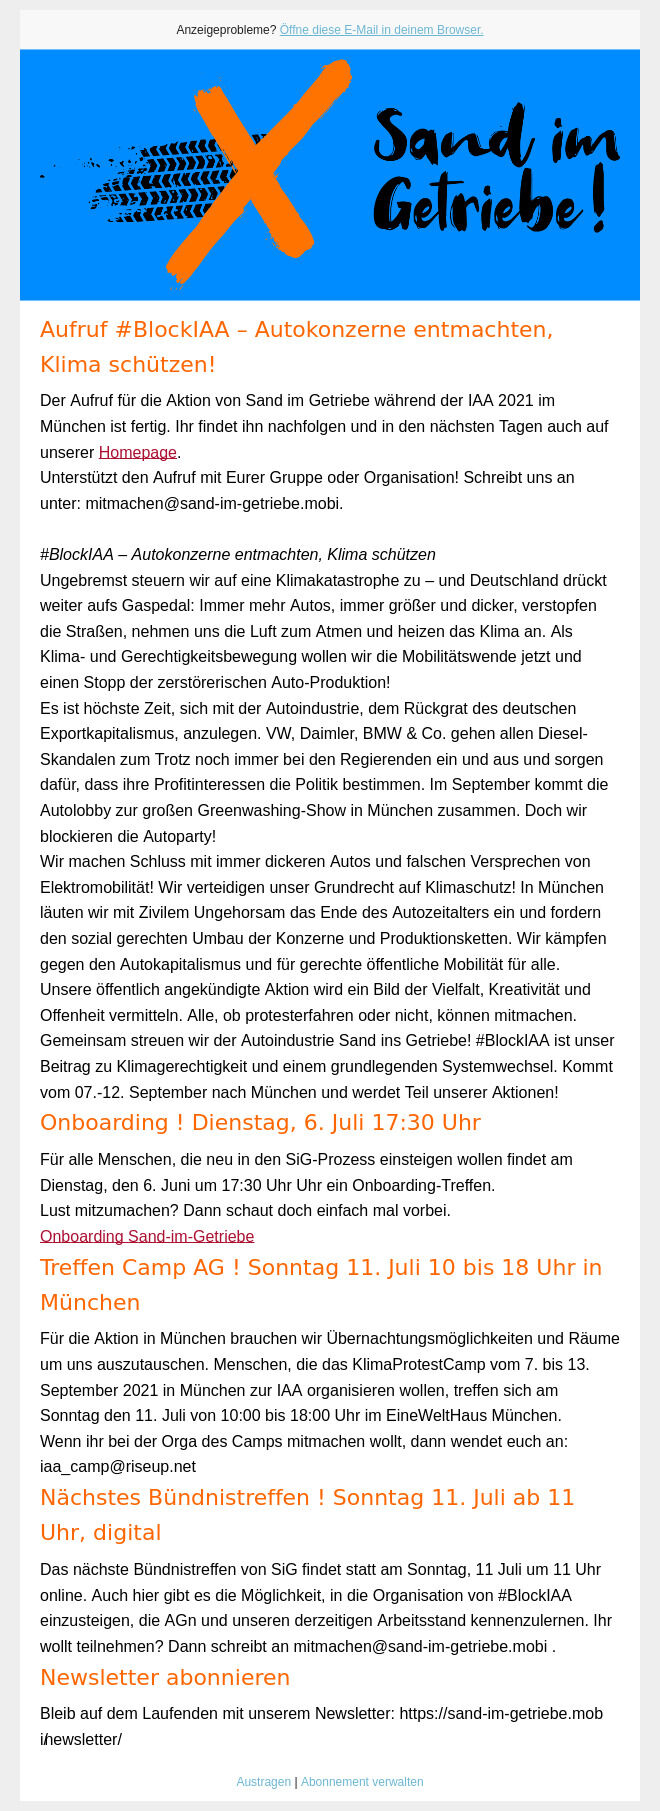 Anzeigeprobleme? Öffne diese E-Mail in deinem Browser.
Sand im
Getriebe!
Aufruf #BlockIAA – Autokonzerne entmachten,
Klima schützen!
Der Aufruf für die Aktion von Sand im Getriebe während der IAA 2021 im
München ist fertig. Ihr findet ihn nachfolgen und in den nächsten Tagen auch auf
unserer Homepage.
Unterstützt den Aufruf mit Eurer Gruppe oder Organisation! Schreibt uns an
unter: mitmachen@sand-im-getriebe.mobi.
#BlockIAA – Autokonzerne entmachten, Klima schützen
Ungebremst steuern wir auf eine Klimakatastrophe zu – und Deutschland drückt
weiter aufs Gaspedal: Immer mehr Autos, immer größer und dicker, verstopfen
die Straßen, nehmen uns die Luft zum Atmen und heizen das Klima an. Als
Klima- und Gerechtigkeitsbewegung wollen wir die Mobilitätswende jetzt und
einen Stopp der zerstörerischen Auto-Produktion!
Es ist höchste Zeit, sich mit der Autoindustrie, dem Rückgrat des deutschen
Exportkapitalismus, anzulegen. VW, Daimler, BMW & Co. gehen allen Diesel-
Skandalen zum Trotz noch immer bei den Regierenden ein und aus und sorgen
dafür, dass ihre Profitinteressen die Politik bestimmen. Im September kommt die
Autolobby zur großen Greenwashing-Show in München zusammen. Doch wir
blockieren die Autoparty!
Wir machen Schluss mit immer dickeren Autos und falschen Versprechen von
Elektromobilität! Wir verteidigen unser Grundrecht auf Klimaschutz! In München
läuten wir mit Zivilem Ungehorsam das Ende des Autozeitalters ein und fordern
den sozial gerechten Umbau der Konzerne und Produktionsketten. Wir kämpfen
gegen den Autokapitalismus und für gerechte öffentliche Mobilität für alle.
Unsere öffentlich angekündigte Aktion wird ein Bild der Vielfalt, Kreativität und
Offenheit vermitteln. Alle, ob protesterfahren oder nicht, können mitmachen.
Gemeinsam streuen wir der Autoindustrie Sand ins Getriebe! #BlockIAA ist unser
Beitrag zu Klimagerechtigkeit und einem grundlegenden Systemwechsel. Kommt
vom 07.-12. September nach München und werdet Teil unserer Aktionen!
Onboarding ! Dienstag, 6. Juli 17:30 Uhr
Für alle Menschen, die neu in den SiG-Prozess einsteigen wollen findet am
Dienstag, den 6. Juni um 17:30 Uhr Uhr ein Onboarding-Treffen.
Lust mitzumachen? Dann schaut doch einfach mal vorbei.
Onboarding Sand-im-Getriebe
Treffen Camp AG ! Sonntag 11. Juli 10 bis 18 Uhr in
München
Für die Aktion in München brauchen wir Übernachtungsmöglichkeiten und Räume
um uns auszutauschen. Menschen, die das KlimaProtestCamp vom 7. bis 13.
September 2021 in München zur IAA organisieren wollen, treffen sich am
Sonntag den 11. Juli von 10:00 bis 18:00 Uhr im EineWeltHaus München.
Wenn ihr bei der Orga des Camps mitmachen wollt, dann wendet euch an:
iaa_camp@riseup.net
Nächstes Bündnistreffen ! Sonntag 11. Juli ab 11
Uhr, digital
Das nächste Bündnistreffen von SiG findet statt am Sonntag, 11 Juli um 11 Uhr
online. Auch hier gibt es die Möglichkeit, in die Organisation von #BlockIAA
einzusteigen, die AGn und unseren derzeitigen Arbeitsstand kennenzulernen. Ihr
wollt teilnehmen? Dann schreibt an mitmachen@sand-im-getriebe.mobi .
Newsletter abonnieren
Bleib auf dem Laufenden mit unserem Newsletter: https://sand-im-getriebe.mob
i/newsletter/
Austragen | Abonnement verwalten